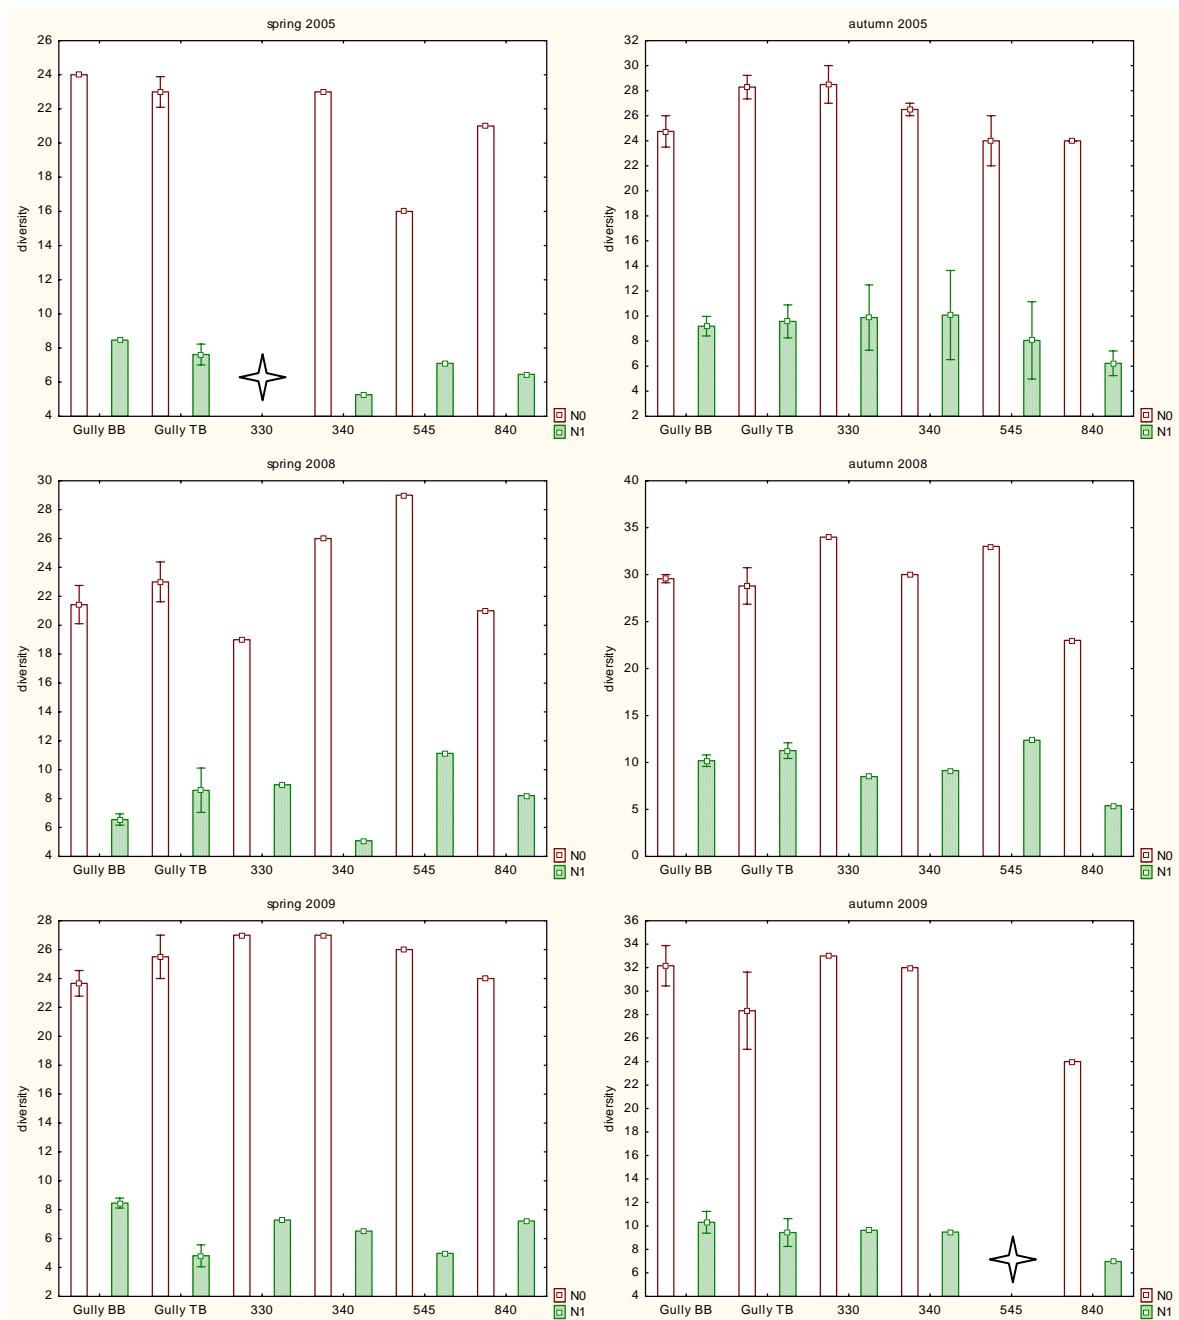 spring 2005
26
24
22
20
18
16
14
12
10
8
6
4
diversity
Gully BB Gully TB 330 340 545 840
N0
N1
autumn 2005
32
30
28
26
24
22
20
18
16
14
12
10
8
6
4
2
diversity
Gully BB Gully TB 330 340 545 840
N0
N1
spring 2008
30
28
26
24
22
20
18
16
14
12
10
8
6
4
diversity
Gully BB Gully TB 330 340 545 840
N0
N1
autumn 2008
40
35
30
25
20
15
10
5
0
diversity
Gully BB Gully TB 330 340 545 840
N0
N1
spring 2009
28
26
24
22
20
18
16
14
12
10
8
6
4
2
diversity
Gully BB Gully TB 330 340 545 840
N0
N1
autumn 2009
36
34
32
30
28
26
24
22
20
18
16
14
12
10
8
6
4
diversity
Gully BB Gully TB 330 340 545 840
N0
N1